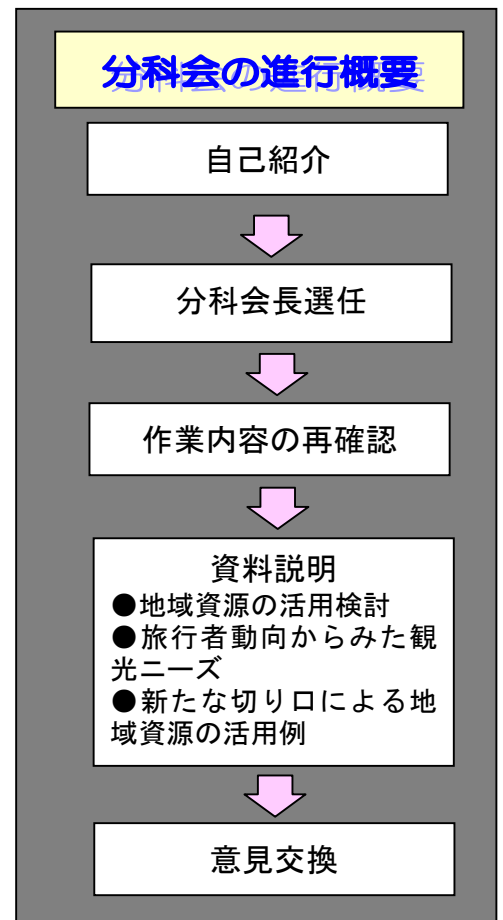 分科会の進行概要
自己紹介
分科会長選任
作業内容の再確認
資料説明
●地域資源の活用検討
●旅行者動向からみた観
光ニーズ
●新たな切り口による地
域資源の活用例
意見交換